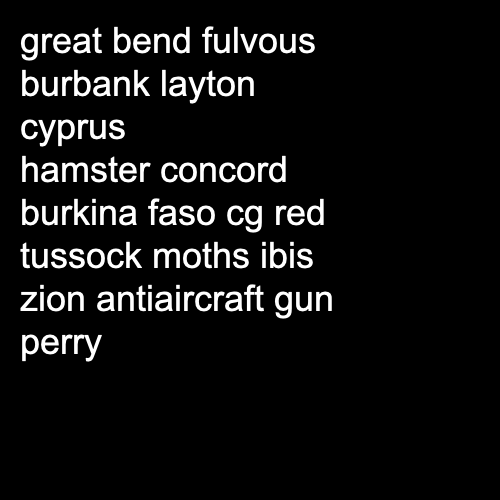 great bend fulvous
burbank layton
cyprus
hamster concord
burkina faso cg red
tussock moths ibis
zion antiaircraft gun
perry